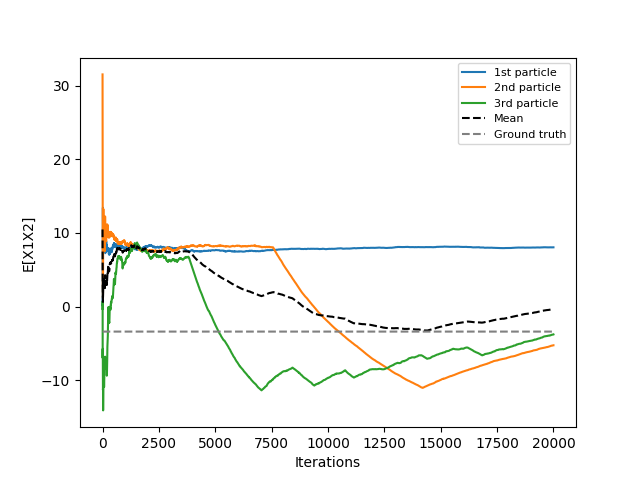 1st particle
2nd particle
3rd particle
Mean
Ground truth
E[X1X2]
30
20
10
0
−10
0 2500 5000 7500 10000 12500 15000 17500 20000
Iterations